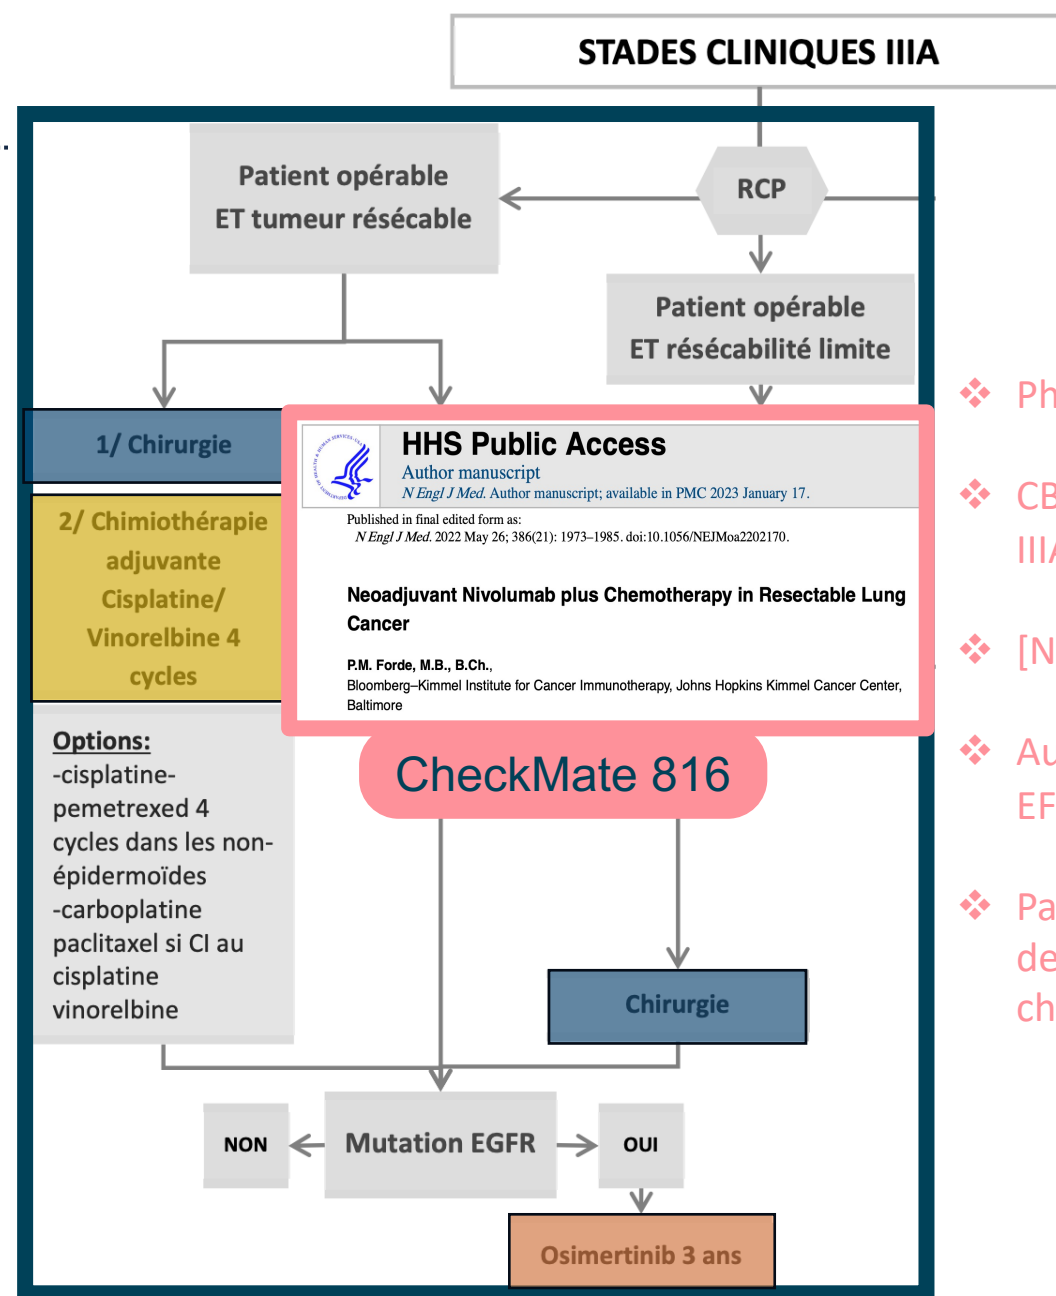 STADES CLINIQUES IIIA
RCP
Patient opérable
ET tumeur résécable
Patient opérable
ET résécabilité limite
1/ Chirurgie
2/ Chimiothérapie
adjuvante
Cisplatine/
Vinorelbine 4
cycles
Options:
-cisplatine-
pemetrexed 4
cycles dans les non-
épidermoïdes
-carboplatine
paclitaxel si CI au
cisplatine
vinorelbine
HHS Public Access
Author manuscript
N Engl J Med. Author manuscript; available in PMC 2023 January 17.
Published in final edited form as:
N Engl J Med. 2022 May 26; 386(21): 1973–1985. doi:10.1056/NEJMoa2202170.
Neoadjuvant Nivolumab plus Chemotherapy in Resectable Lung
Cancer
P.M. Forde, M.B., B.Ch.,
Bloomberg–Kimmel Institute for Cancer Immunotherapy, Johns Hopkins Kimmel Cancer Center,
Baltimore
CheckMate 816
Chirurgie
Mutation EGFR
NON
OUI
Osimertinib 3 ans
Ph
CB
[N
Au
EF
Pa
de
ch